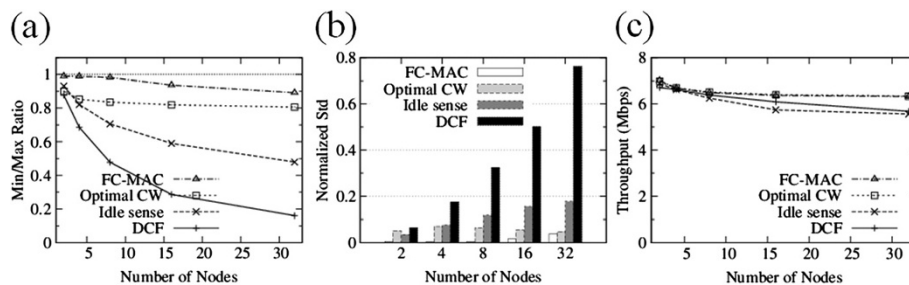 (a)
1
0.8
0.6
0.4
0.2
0
Min/Max Ratio
FC-MAC
Optimal CW
Idle sense
DCF
5 10 15 20 25 30
Number of Nodes
(b)
0.8
0.6
0.4
0.2
0
Normalized Std
FC-MAC
Optimal CW
Idle sense
DCF
2 4 8 16 32
Number of Nodes
(c)
8
6
4
2
0
Throughput (Mbps)
FC-MAC
Optimal CW
Idle sense
DCF
5 10 15 20 25 30
Number of Nodes